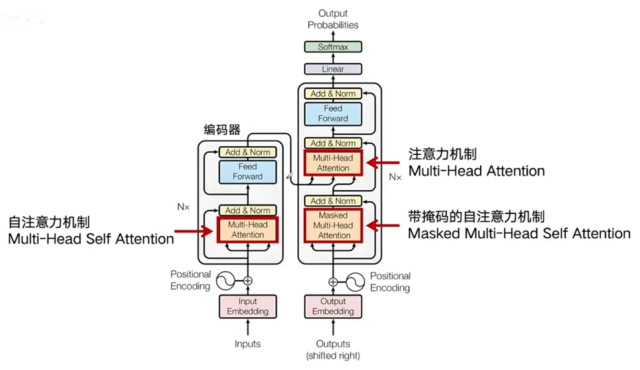 Output
Probabilities
Softmax
Linear
Add & Norm
Feed
Forward
Add & Norm
Multi-Head
Attention
N×
Add & Norm
Masked
Multi-Head
Attention
注意力机制
Multi-Head Attention
带掩码的自注意力机制
Masked Multi-Head Self Attention
编码器
Add & Norm
Feed
Forward
N×
Add & Norm
Multi-Head
Attention
自注意力机制
Multi-Head Self Attention
Positional
Encoding
Positional
Encoding
Input
Embedding
Output
Embedding
Inputs
Outputs
(shifted right)